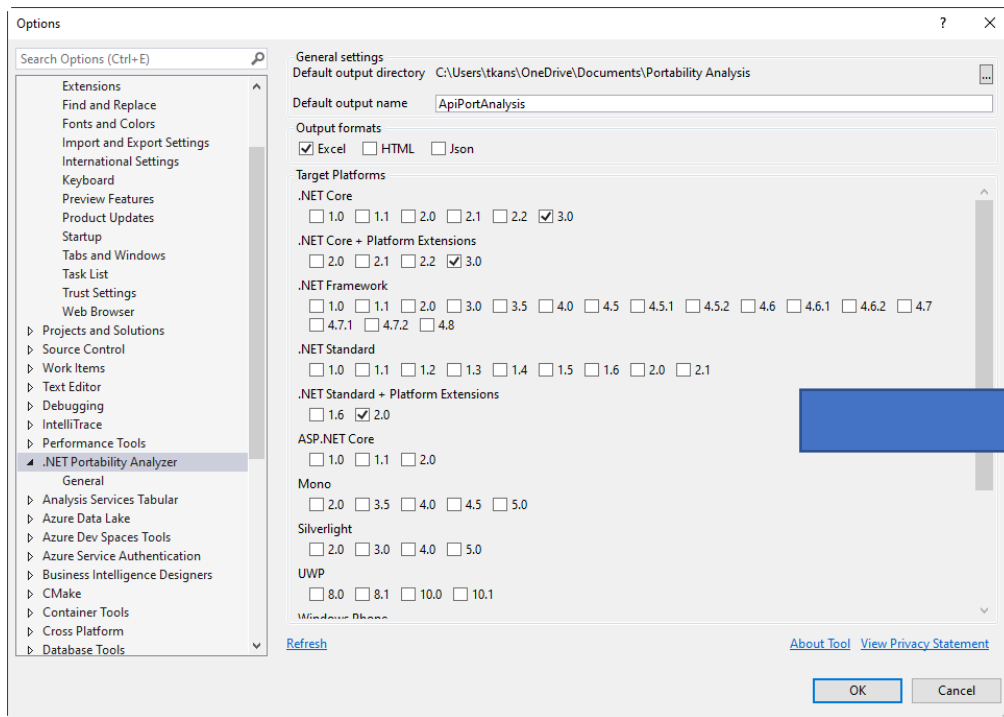 Options
?
Search Options (Ctrl+E)
Extensions
Find and Replace
Fonts and Colors
Import and Export Settings
International Settings
Keyboard
Preview Features
Product Updates
Startup
Tabs and Windows
Task List
Trust Settings
Web Browser
Projects and Solutions
Source Control
Work Items
Text Editor
Debugging
IntelliTrace
Performance Tools
.NET Portability Analyzer
General
Analysis Services Tabular
Azure Data Lake
Azure Dev Spaces Tools
Azure Service Authentication
Business Intelligence Designers
CMake
Container Tools
Cross Platform
Database Tools
General settings
Default output directory C:\Users\tkans\OneDrive\Documents\Portability Analysis ...
Default output name ApiPortAnalysis
Output formats
Excel HTML Json
Target Platforms
.NET Core
1.0 1.1 2.0 2.1 2.2 3.0
.NET Core + Platform Extensions
2.0 2.1 2.2 3.0
.NET Framework
1.0 1.1 2.0 3.0 3.5 4.0 4.5 4.5.1 4.5.2 4.6 4.6.1 4.6.2 4.7
4.7.1 4.7.2 4.8
.NET Standard
1.0 1.1 1.2 1.3 1.4 1.5 1.6 2.0 2.1
.NET Standard + Platform Extensions
1.6 2.0
ASP.NET Core
1.0 1.1 2.0
Mono
2.0 3.5 4.0 4.5 5.0
Silverlight
2.0 3.0 4.0 5.0
UWP
8.0 8.1 10.0 10.1
Windows Phone
Refresh
About Tool View Privacy Statement
OK Cancel